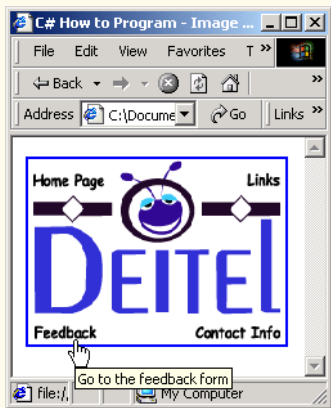 C# How to Program - Image ...
File Edit View Favorites T »
Back »
Address C:\Docume Go Links »
Home Page Links
DEITEL
Feedback Contact Info
Go to the feedback form
file:/, My Computer